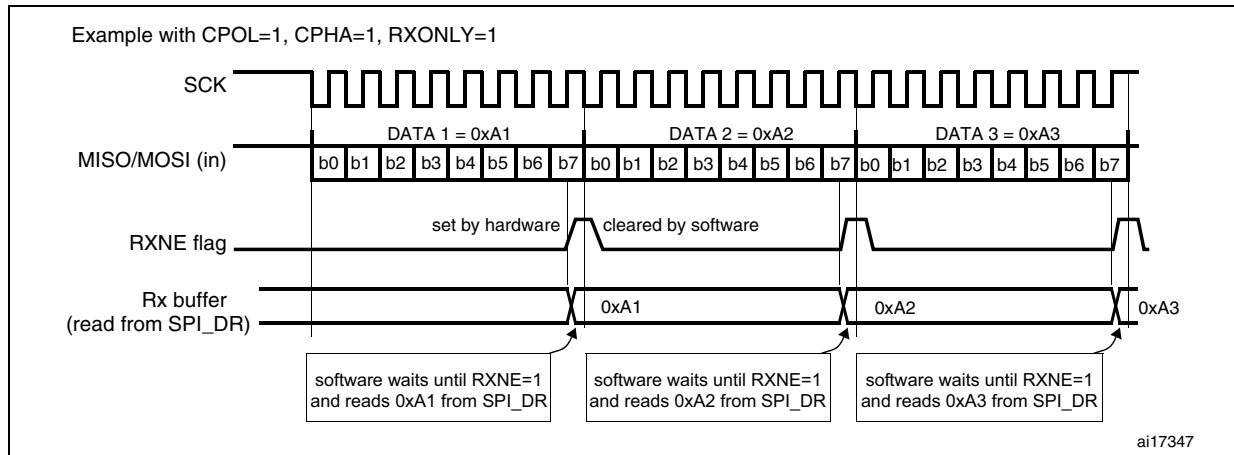 Example with CPOL=1, CPHA=1, RXONLY=1
SCK
DATA 1 = 0xA1 DATA 2 = 0xA2 DATA 3 = 0xA3
MISO/MOSI (in)
b0 b1 b2 b3 b4 b5 b6 b7 b0 b1 b2 b3 b4 b5 b6 b7 b0 b1 b2 b3 b4 b5 b6 b7
set by hardware cleared by software
RXNE flag
Rx buffer
(read from SPI_DR)
0xA1 0xA2 0xA3
software waits until RXNE=1
and reads 0xA1 from SPI_DR
software waits until RXNE=1
and reads 0xA2 from SPI_DR
software waits until RXNE=1
and reads 0xA3 from SPI_DR
ai17347